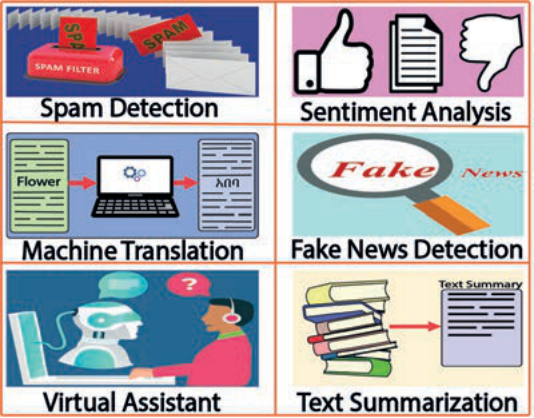 SPAM
SPAM
SPAM FILTER
Spam Detection
Sentiment Analysis
Flower
አበባ
Machine Translation
Fake News
Fake News Detection
?
Virtual Assistant
Text Summary
Text Summarization